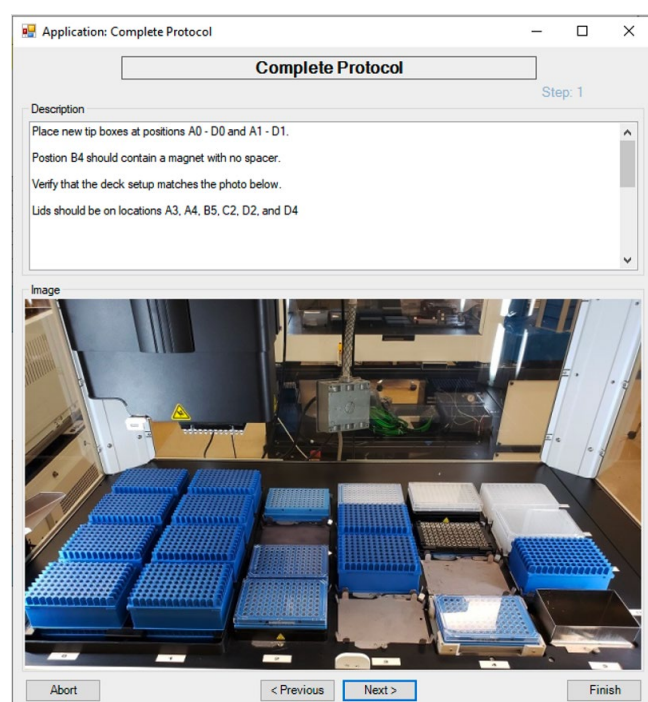 Application: Complete Protocol
Complete Protocol
Step: 1
Description
Place new tip boxes at positions A0 - D0 and A1 - D1.
Postion B4 should contain a magnet with no spacer.
Verify that the deck setup matches the photo below.
Lids should be on locations A3, A4, B5, C2, D2, and D4
Image
Abort
< Previous
Next >
Finish